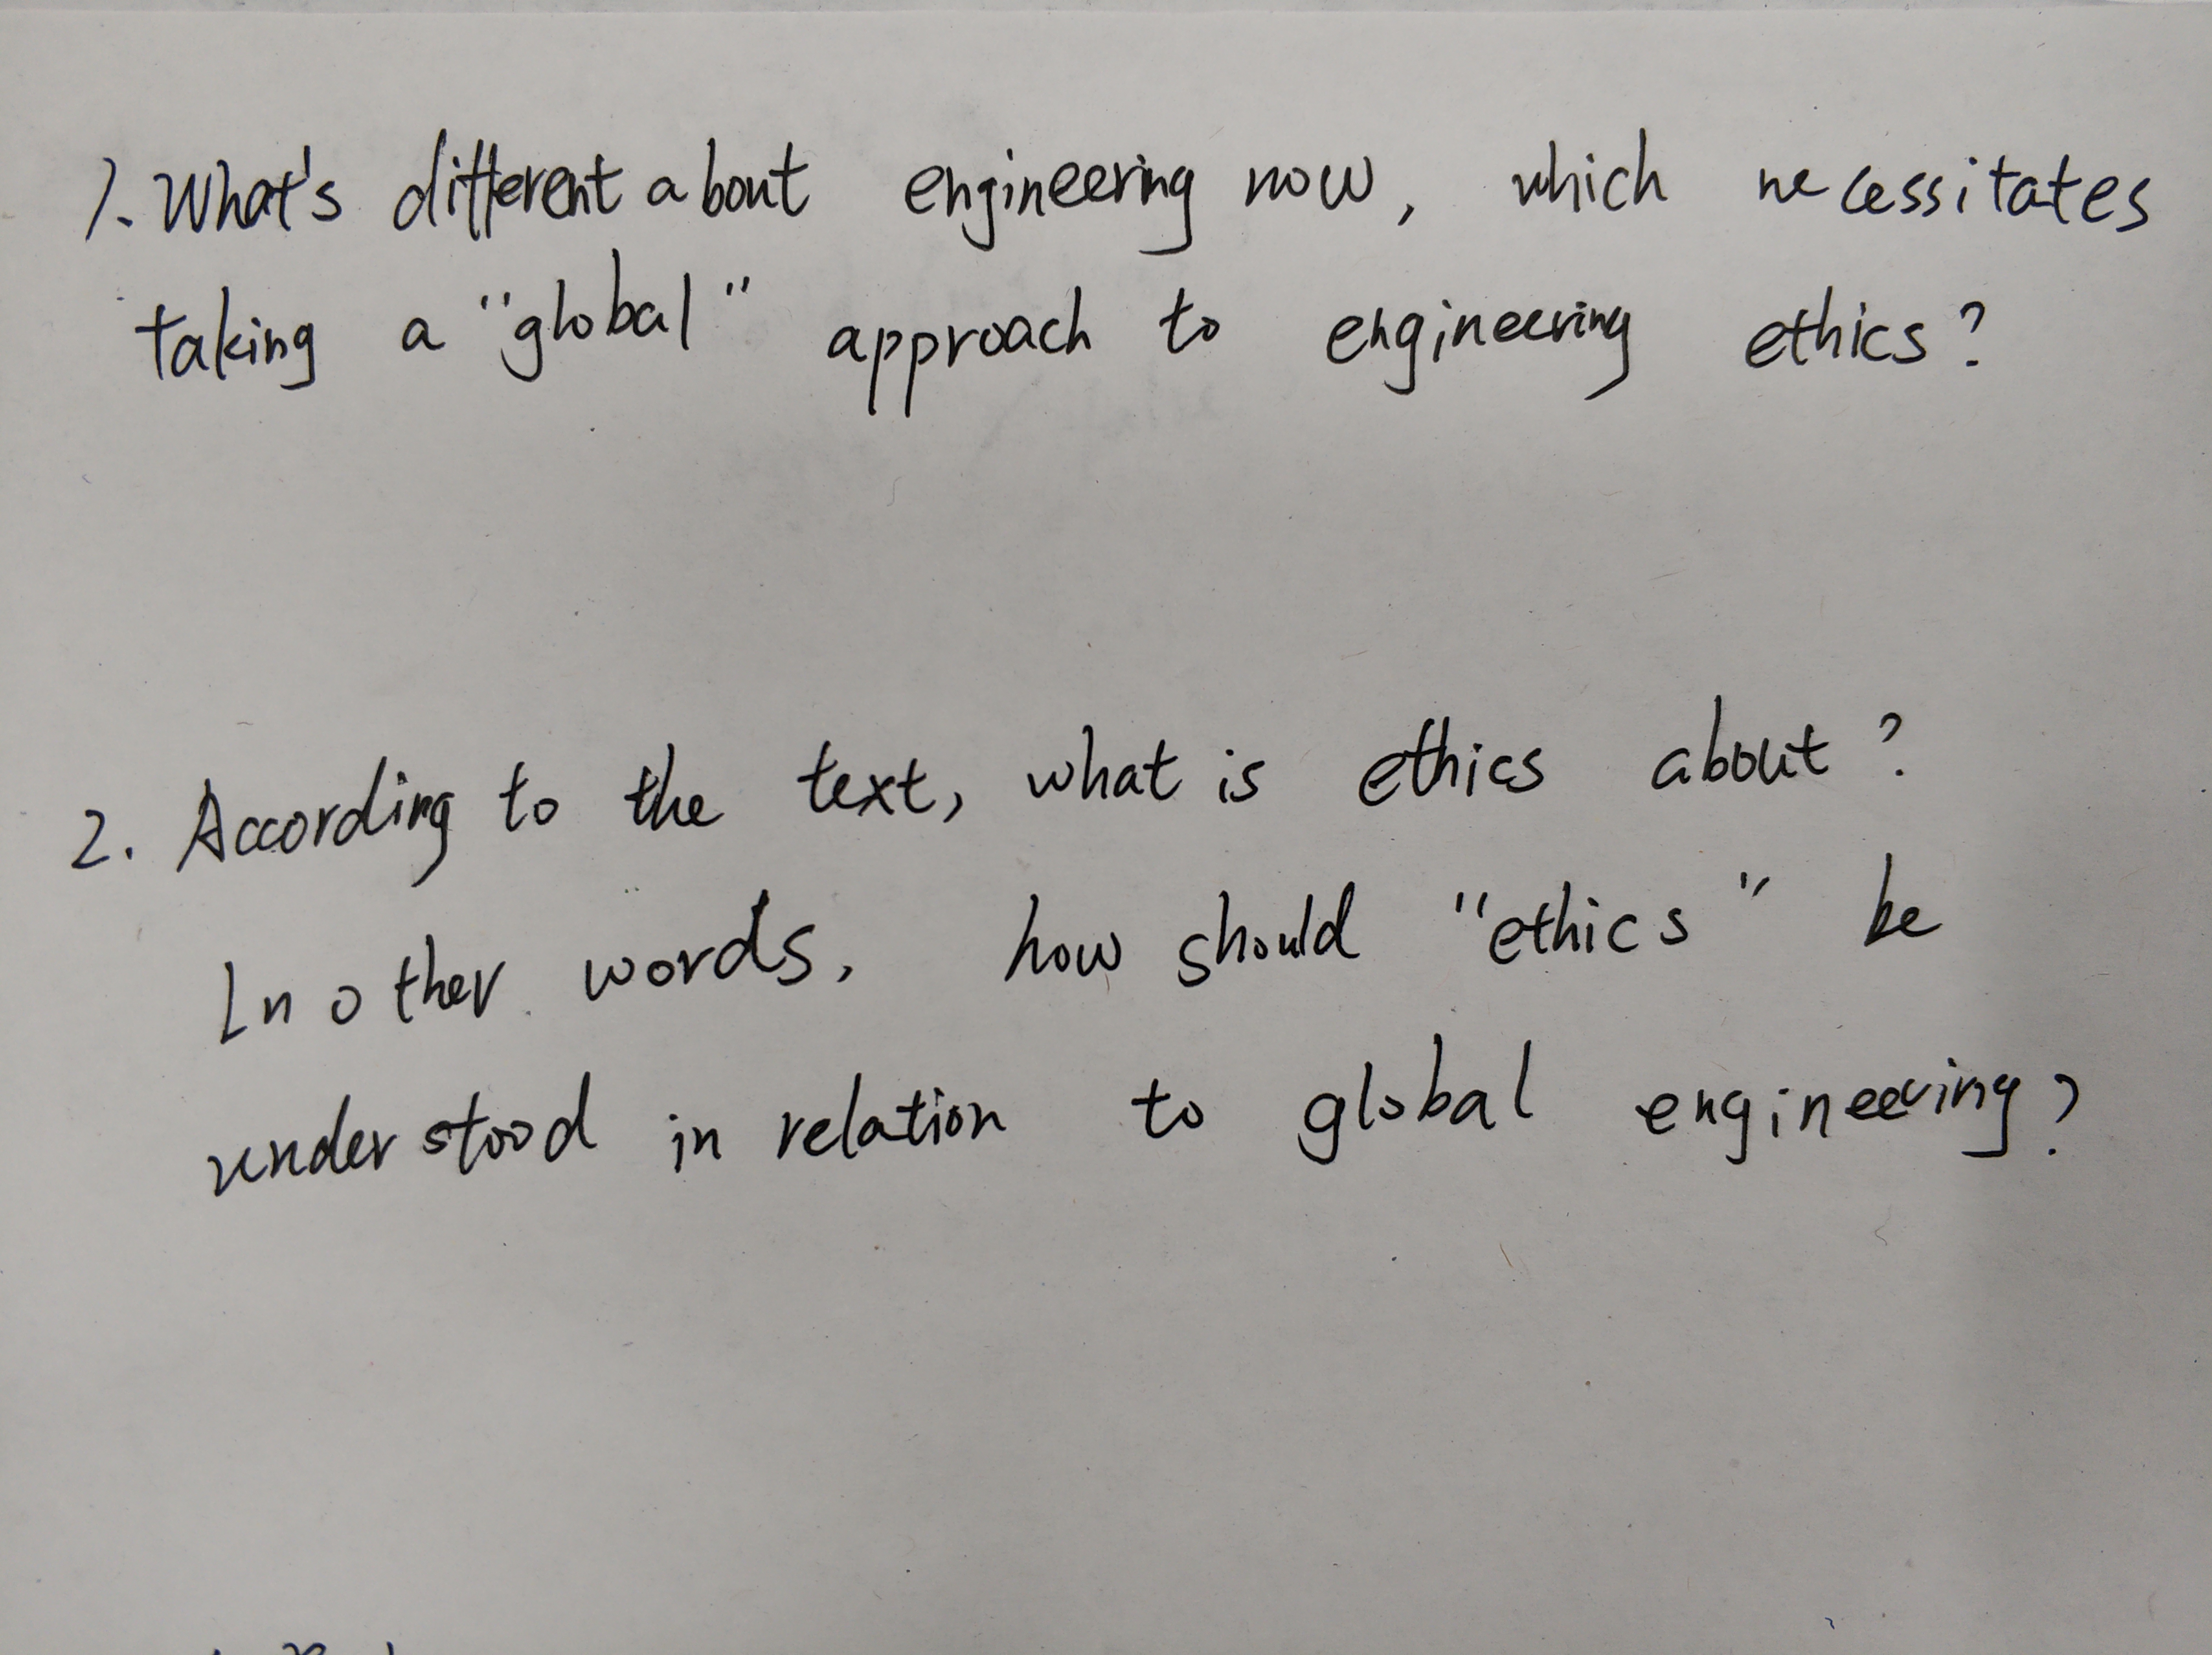 1. What's different about engineering now, which necessitates
taking a "global" approach to engineering ethics?
2. According to the text, what is ethics about?
In other words, how should "ethics" be
understood in relation to global engineering?